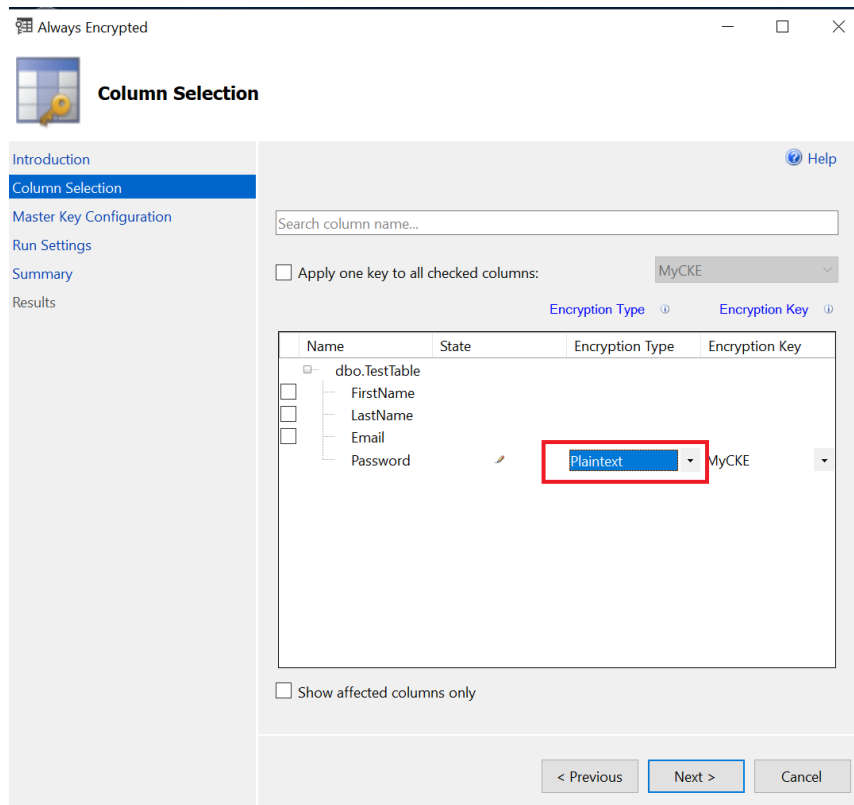 Always Encrypted
Column Selection
Introduction
Column Selection
Master Key Configuration
Run Settings
Summary
Results
Help
Search column name...
Apply one key to all checked columns:
MyCKE
Encryption Type
Encryption Key
Name State Encryption Type Encryption Key
dbo.TestTable
FirstName
LastName
Email
Password Plaintext MyCKE
Show affected columns only
< Previous Next > Cancel